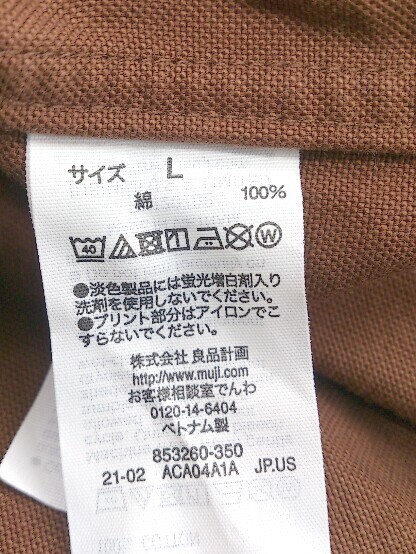 サイズ L
綿 100%
40
W
●淡色製品には蛍光増白剤入り
洗剤を使用しないでください。
●プリント部分はアイロンでこ
すらないでください。
株式会社 良品計画
http://www.muji.com
お客様相談室でんわ
0120-14-6404
ベトナム製
853260-350
21-02 ACA04A1A JP.US
100% COTTON